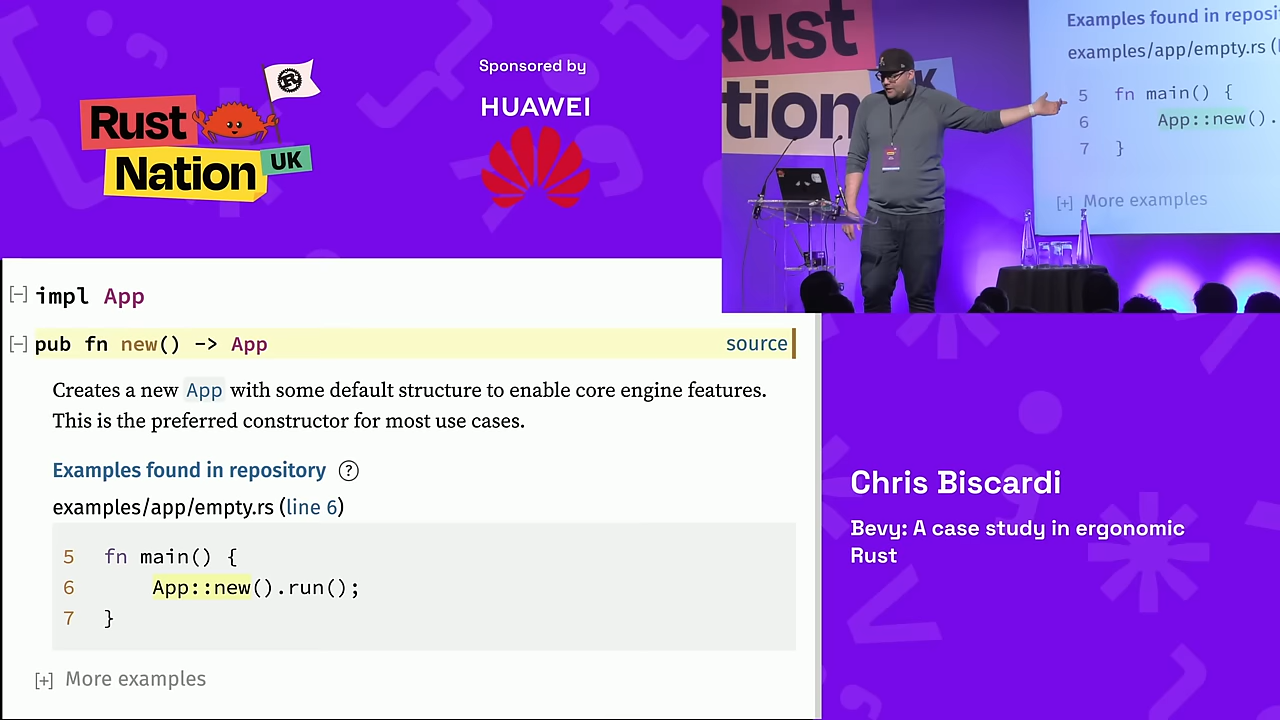 Rust
Nation
UK
Sponsored by
HUAWEI
Rust
Nation
UK
Examples found in reposi
examples/app/empty.rs (
5 fn main() {
6 App::new().
7 }
[+] More examples
[-] impl App
[-] pub fn new() -> App source
Creates a new App with some default structure to enable core engine features.
This is the preferred constructor for most use cases.
Examples found in repository ?
examples/app/empty.rs (line 6)
5 fn main() {
6 App::new().run();
7 }
[+] More examples
Chris Biscardi
Bevy: A case study in ergonomic
Rust